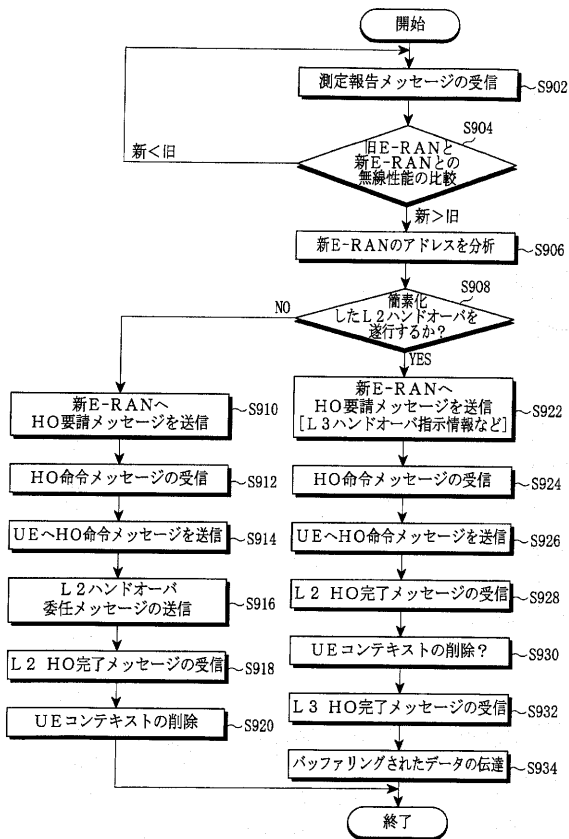 開始
測定報告メッセージの受信
S902
S904
旧E-RANと
新E-RANとの
無線性能の比較
新<旧
新>旧
新E-RANのアドレスを分析
S906
S908
簡素化
したL2ハンドオーバを
遂行するか?
NO
YES
新E-RANへ
HO要請メッセージを送信
S910
HO命令メッセージの受信
S912
UEへHO命令メッセージを送信
S914
L2ハンドオーバ
委任メッセージの送信
S916
L2 HO完了メッセージの受信
S918
UEコンテキストの削除
S920
新E-RANへ
HO要請メッセージを送信
[L3ハンドオーバ指示情報など]
S922
HO命令メッセージの受信
S924
UEへHO命令メッセージを送信
S926
L2 HO完了メッセージの受信
S928
UEコンテキストの削除?
S930
L3 HO完了メッセージの受信
S932
バッファリングされたデータの伝達
S934
終了